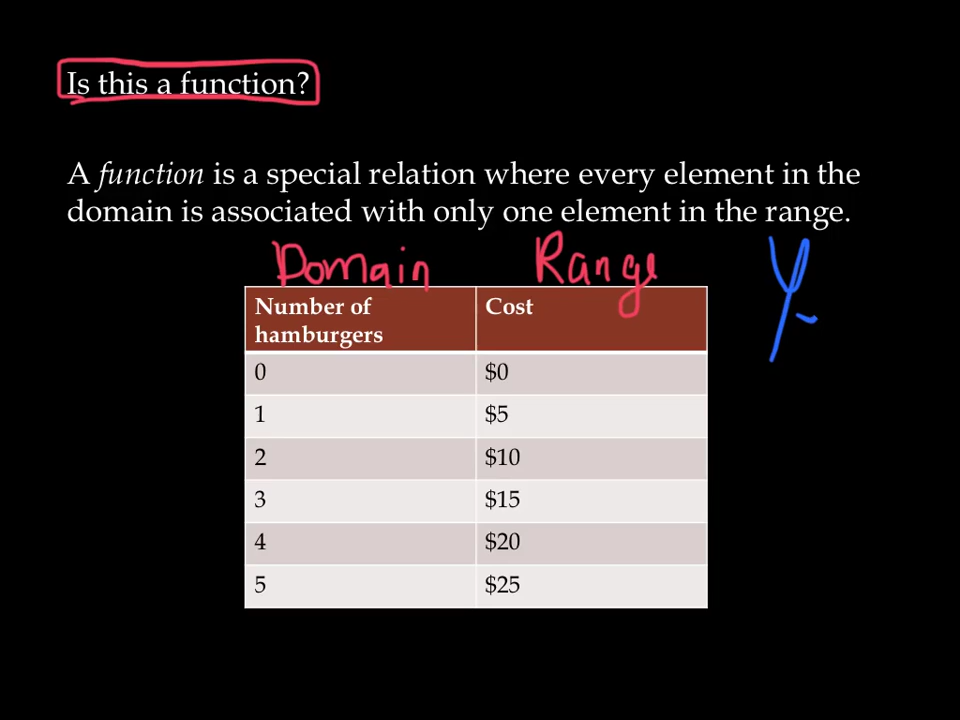 Is this a function?
A function is a special relation where every element in the
domain is associated with only one element in the range.
Domain Range
Number of hamburgers Cost
0 $0
1 $5
2 $10
3 $15
4 $20
5 $25